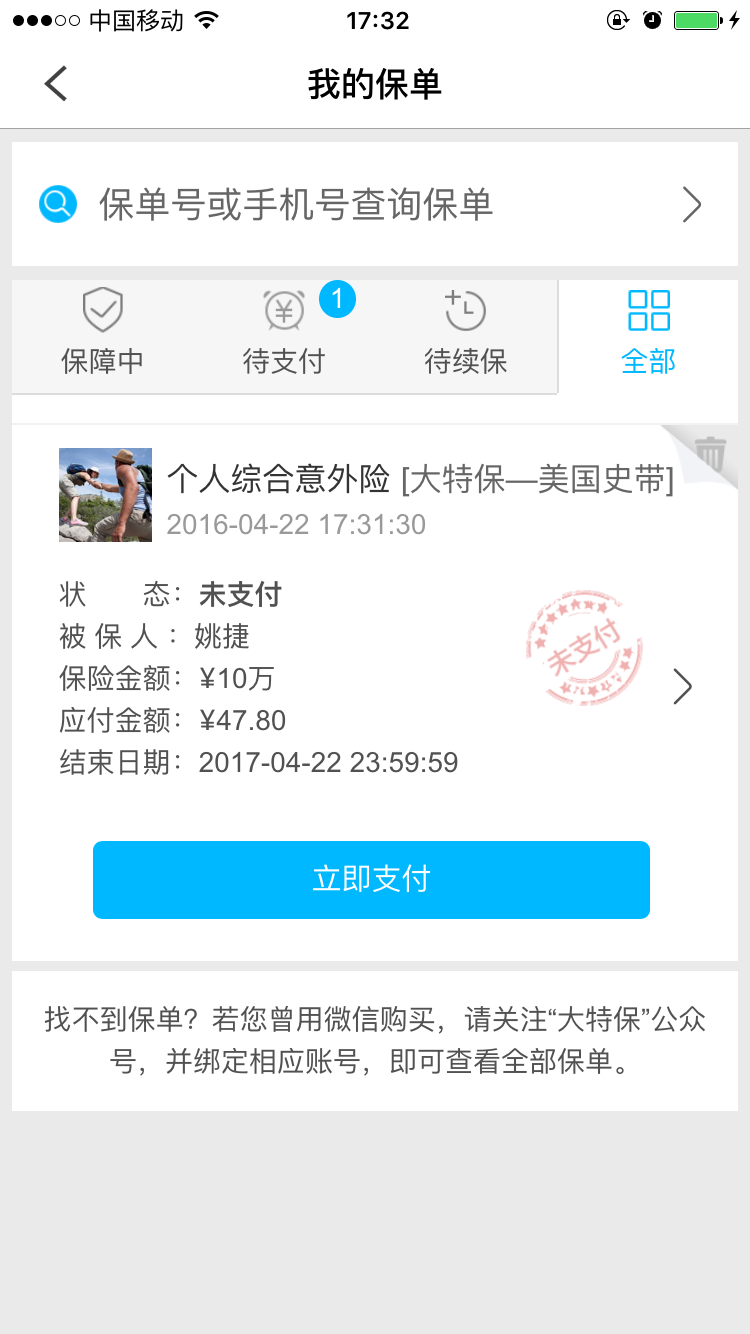 中国移动 17:32
我的保单
保单号或手机号查询保单
保障中 待支付 1 待续保 全部
个人综合意外险 [大特保—美国史带]
2016-04-22 17:31:30
状 态： 未支付
被 保 人 ： 姚捷
保险金额： ¥10万
应付金额： ¥47.80
结束日期： 2017-04-22 23:59:59
未支付
立即支付
找不到保单？若您曾用微信购买，请关注“大特保”公众
号，并绑定相应账号，即可查看全部保单。